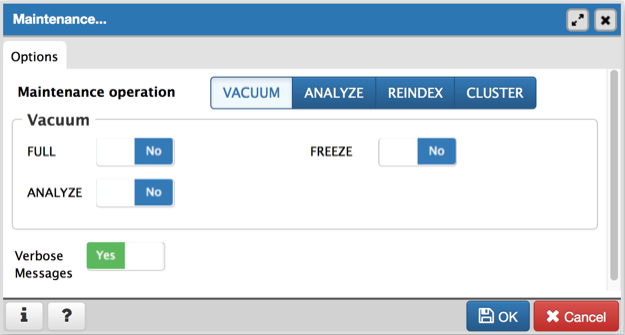 Maintenance...
Options
Maintenance operation VACUUM ANALYZE REINDEX CLUSTER
Vacuum
FULL No FREEZE No
ANALYZE No
Verbose Yes
Messages
i ? OK Cancel